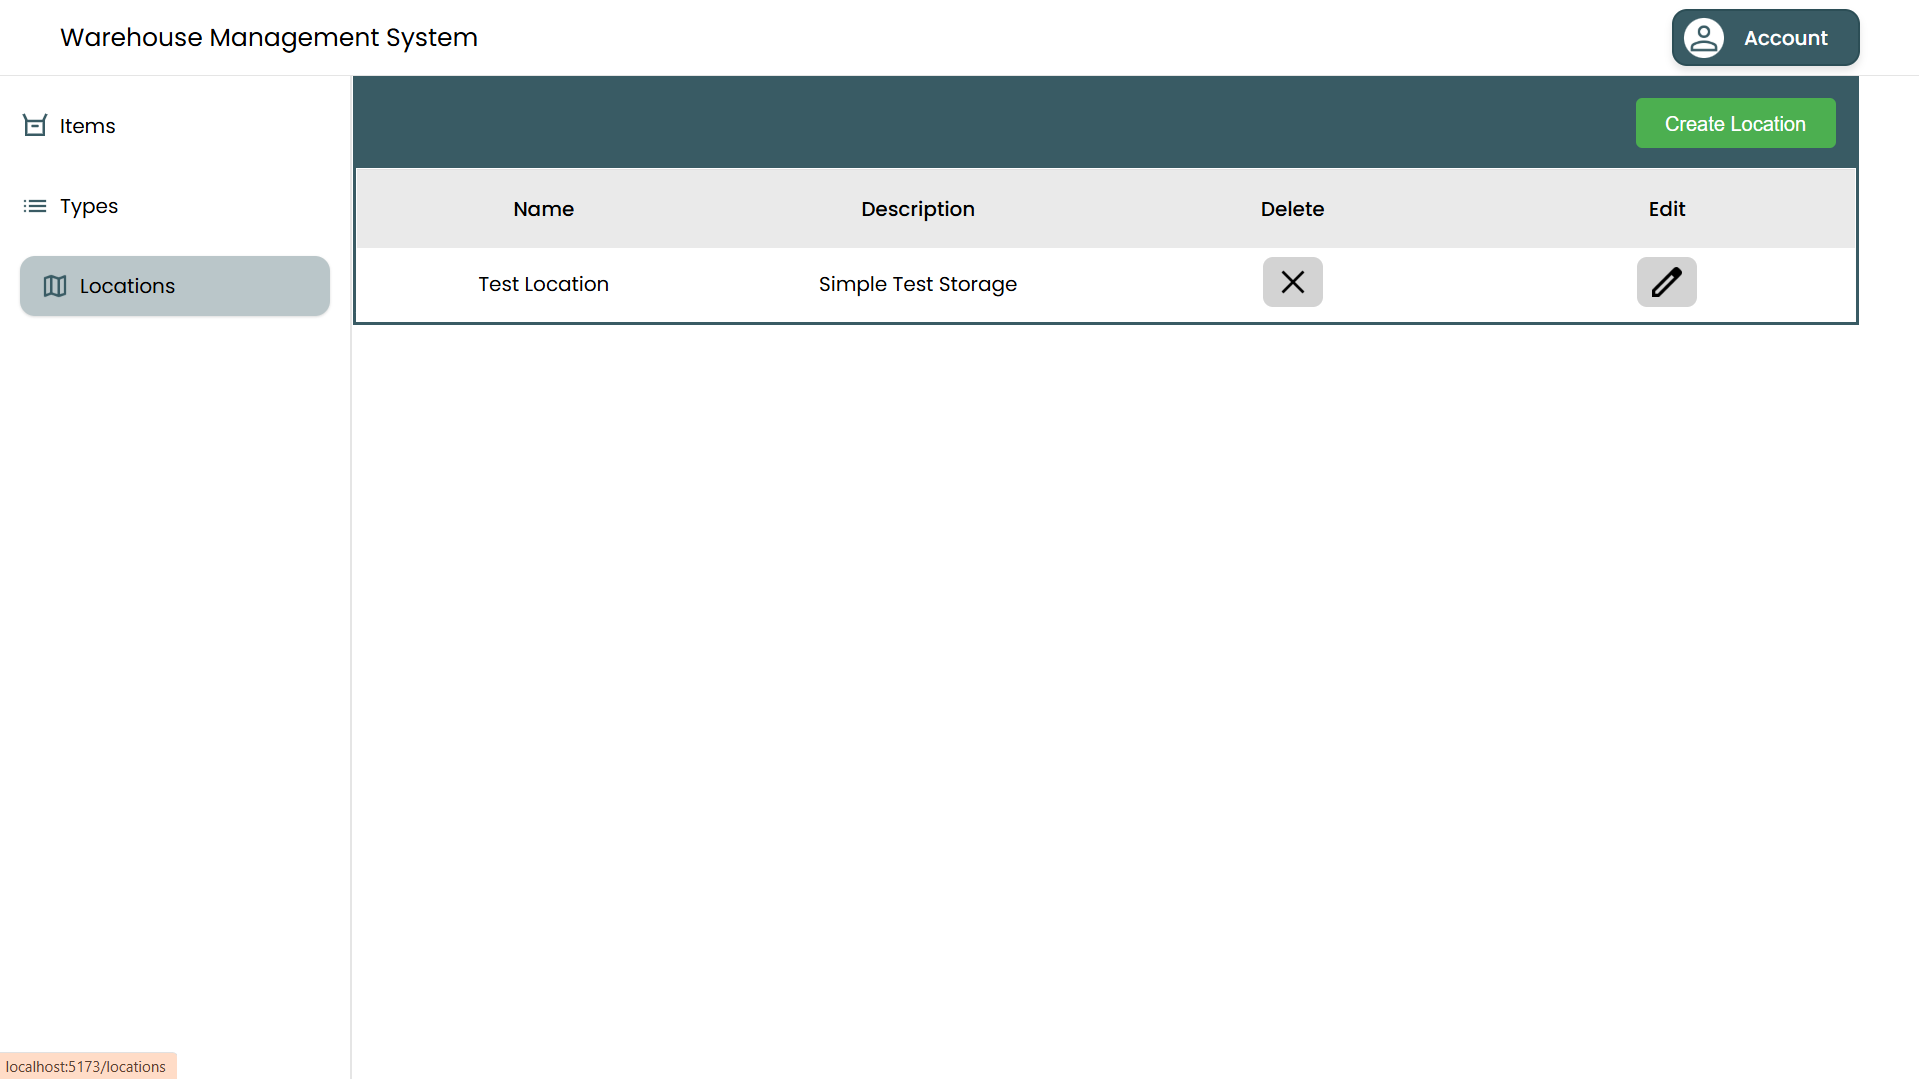 Warehouse Management System
Account
Items
Types
Locations
Create Location
Name Description Delete Edit
Test Location Simple Test Storage
localhost:5173/locations